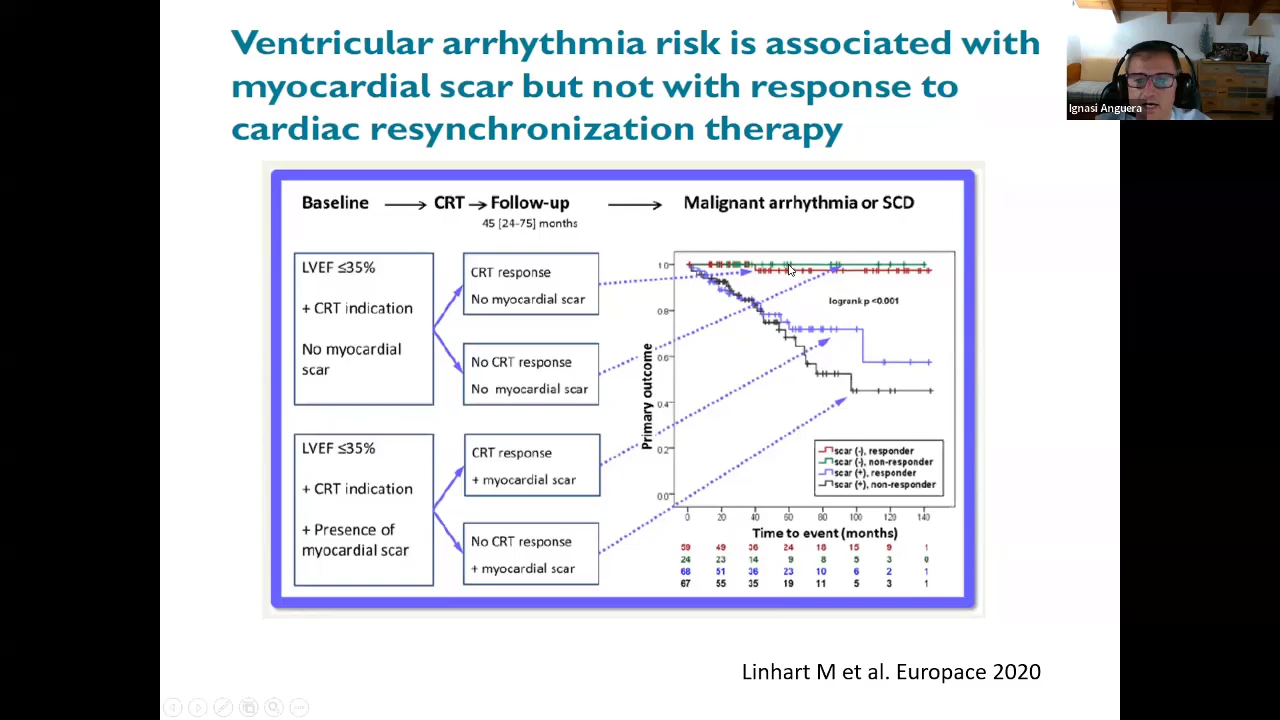 Ventricular arrhythmia risk is associated with
myocardial scar but not with response to
cardiac resynchronization therapy
Ignasi Anguera
Baseline
CRT
Follow-up
45 [24-75] months
Malignant arrhythmia or SCD
LVEF ≤35%
+ CRT indication
No myocardial
scar
CRT response
No myocardial scar
No CRT response
No myocardial scar
LVEF ≤35%
+ CRT indication
+ Presence of
myocardial scar
CRT response
+ myocardial scar
No CRT response
+ myocardial scar
Primary outcome
1.0
0.8
0.6
0.4
0.2
0.0
logrank p <0.001
scar (-), responder
scar (-), non-responder
scar (+), responder
scar (+), non-responder
0 20 40 60 80 100 120 140
Time to event (months)
59 49 36 24 18 15 9 1
24 23 14 9 8 5 3 0
68 51 36 23 10 6 2 1
67 55 35 19 11 5 3 1
Linhart M et al. Europace 2020